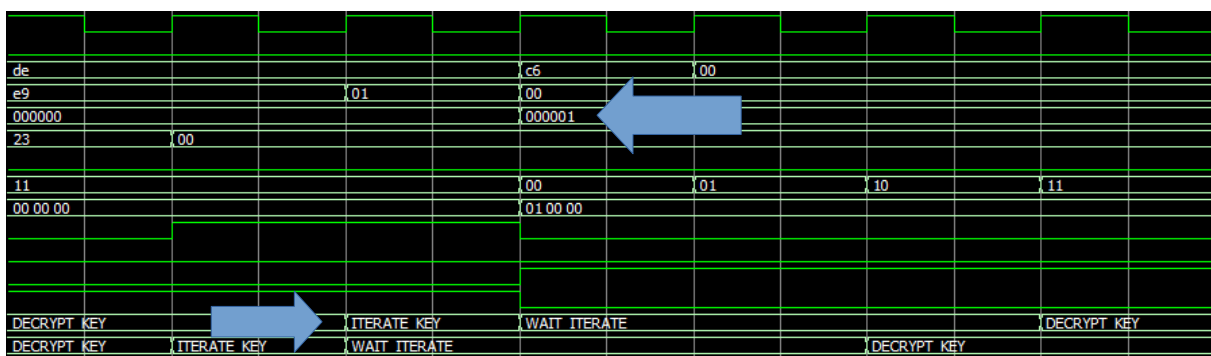 de c6 00
e9 01 00
000000 000001
23 00
11 00 01 10 11
00 00 00 01 00 00
DECRYPT KEY ITERATE KEY WAIT ITERATE DECRYPT KEY
DECRYPT KEY ITERATE KEY WAIT ITERATE DECRYPT KEY